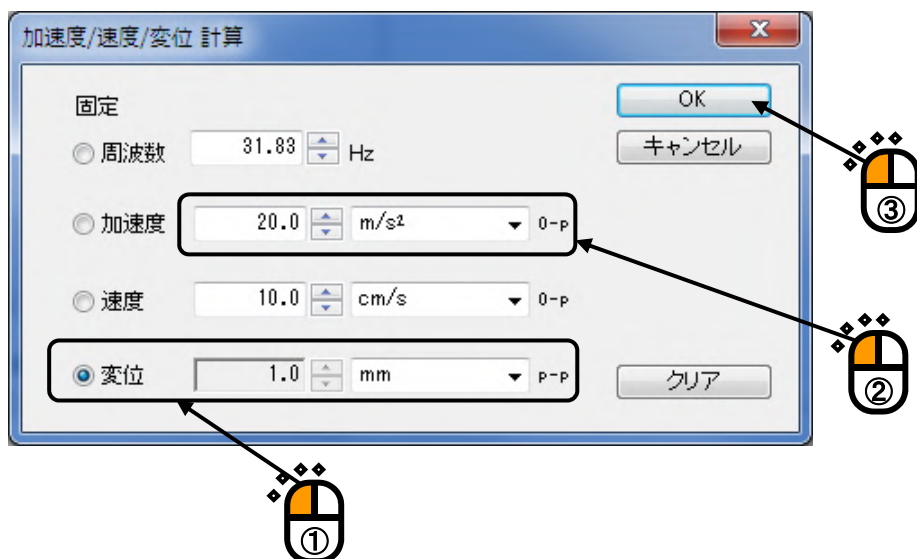 加速度/速度/変位 計算
x
固定
OK
周波数 31.83 Hz
キャンセル
加速度 20.0 m/s² 0-p
③
速度 10.0 cm/s 0-p
変位 1.0 mm p-p
クリア
②
①